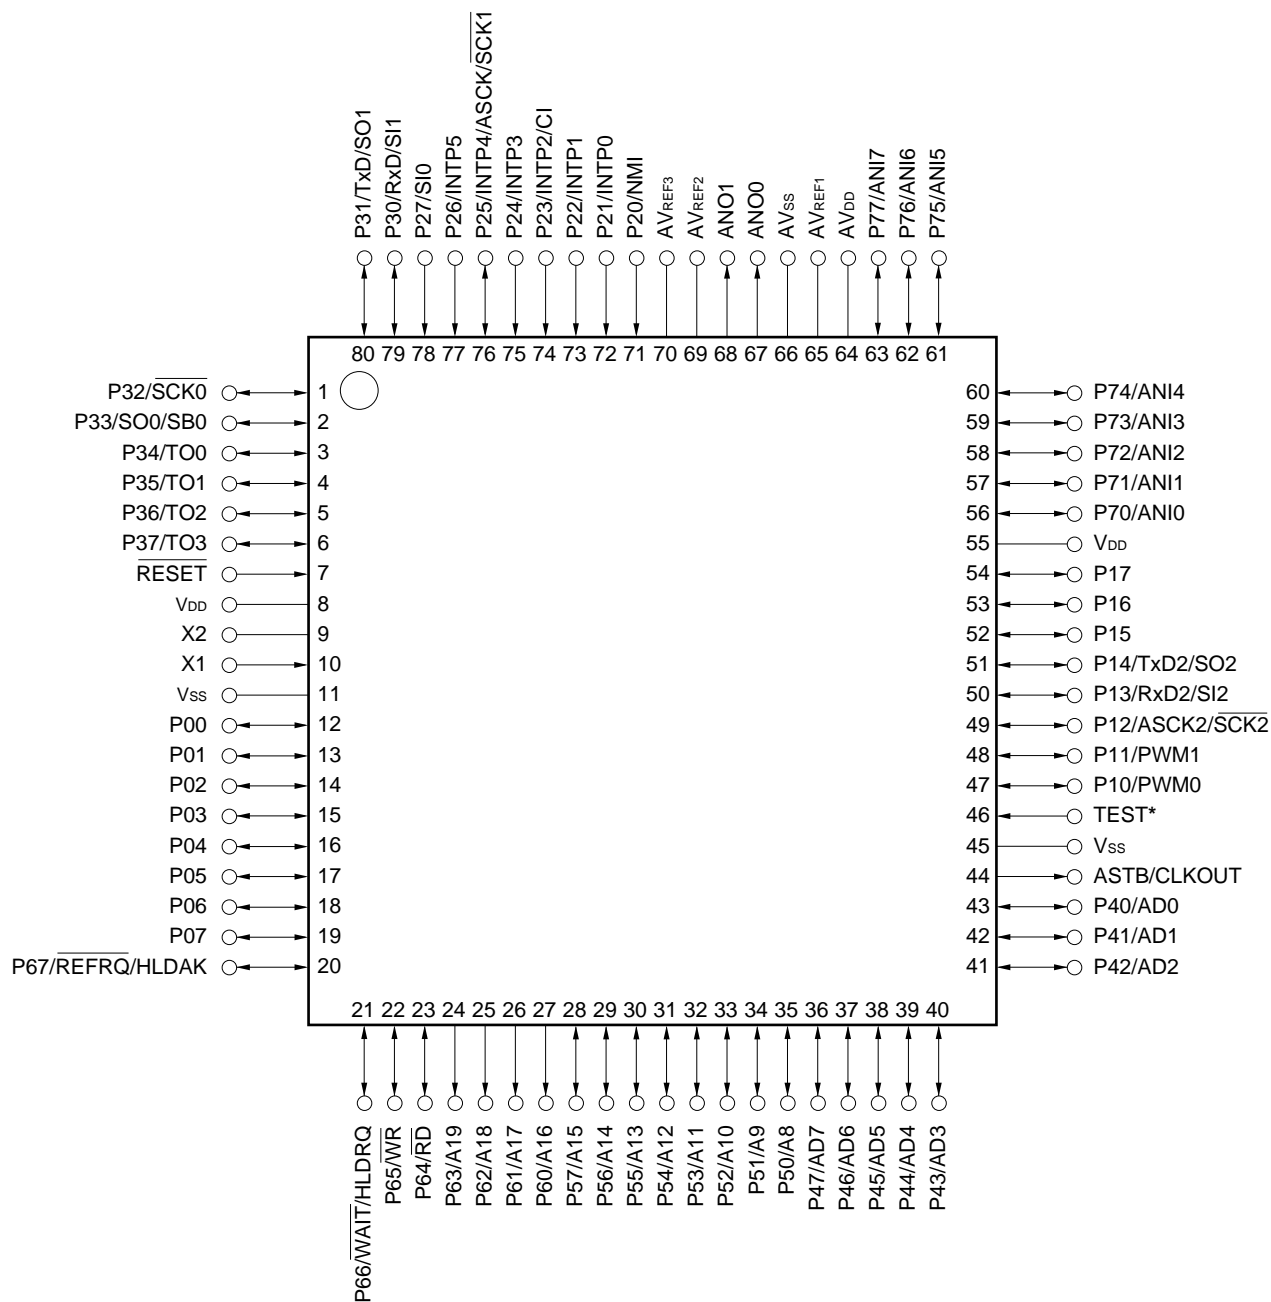 P31/TxD/SO1
P30/RxD/SI1
P27/SI0
P26/INTP5
P25/INTP4/ASCK/S̅C̅K̅1̅
P24/INTP3
P23/INTP2/CI
P22/INTP1
P21/INTP0
P20/NMI
AVREF3
AVREF2
ANO1
ANO0
AVSS
AVREF1
AVDD
P77/ANI7
P76/ANI6
P75/ANI5
80 79 78 77 76 75 74 73 72 71 70 69 68 67 66 65 64 63 62 61
P32/S̅C̅K̅0̅ 1
P33/SO0/SB0 2
P34/TO0 3
P35/TO1 4
P36/TO2 5
P37/TO3 6
R̅E̅S̅E̅T̅ 7
VDD 8
X2 9
X1 10
VSS 11
P00 12
P01 13
P02 14
P03 15
P04 16
P05 17
P06 18
P07 19
P67/R̅E̅F̅R̅Q̅/HLDAK 20
60 P74/ANI4
59 P73/ANI3
58 P72/ANI2
57 P71/ANI1
56 P70/ANI0
55 VDD
54 P17
53 P16
52 P15
51 P14/TxD2/SO2
50 P13/RxD2/SI2
49 P12/ASCK2/S̅C̅K̅2̅
48 P11/PWM1
47 P10/PWM0
46 TEST*
45 VSS
44 ASTB/CLKOUT
43 P40/AD0
42 P41/AD1
41 P42/AD2
21 22 23 24 25 26 27 28 29 30 31 32 33 34 35 36 37 38 39 40
P66/W̅A̅I̅T̅/HLDRQ
P65/W̅R̅
P64/R̅D̅
P63/A19
P62/A18
P61/A17
P60/A16
P57/A15
P56/A14
P55/A13
P54/A12
P53/A11
P52/A10
P51/A9
P50/A8
P47/AD7
P46/AD6
P45/AD5
P44/AD4
P43/AD3